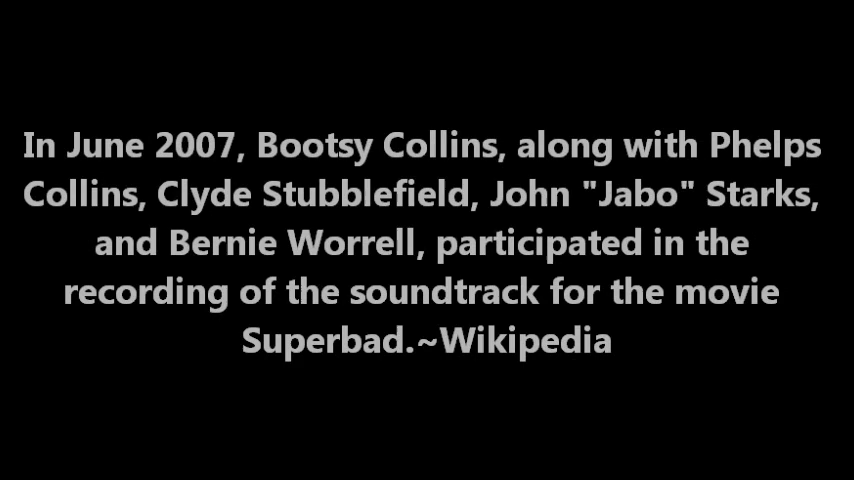 In June 2007, Bootsy Collins, along with Phelps
Collins, Clyde Stubblefield, John "Jabo" Starks,
and Bernie Worrell, participated in the
recording of the soundtrack for the movie
Superbad.~Wikipedia